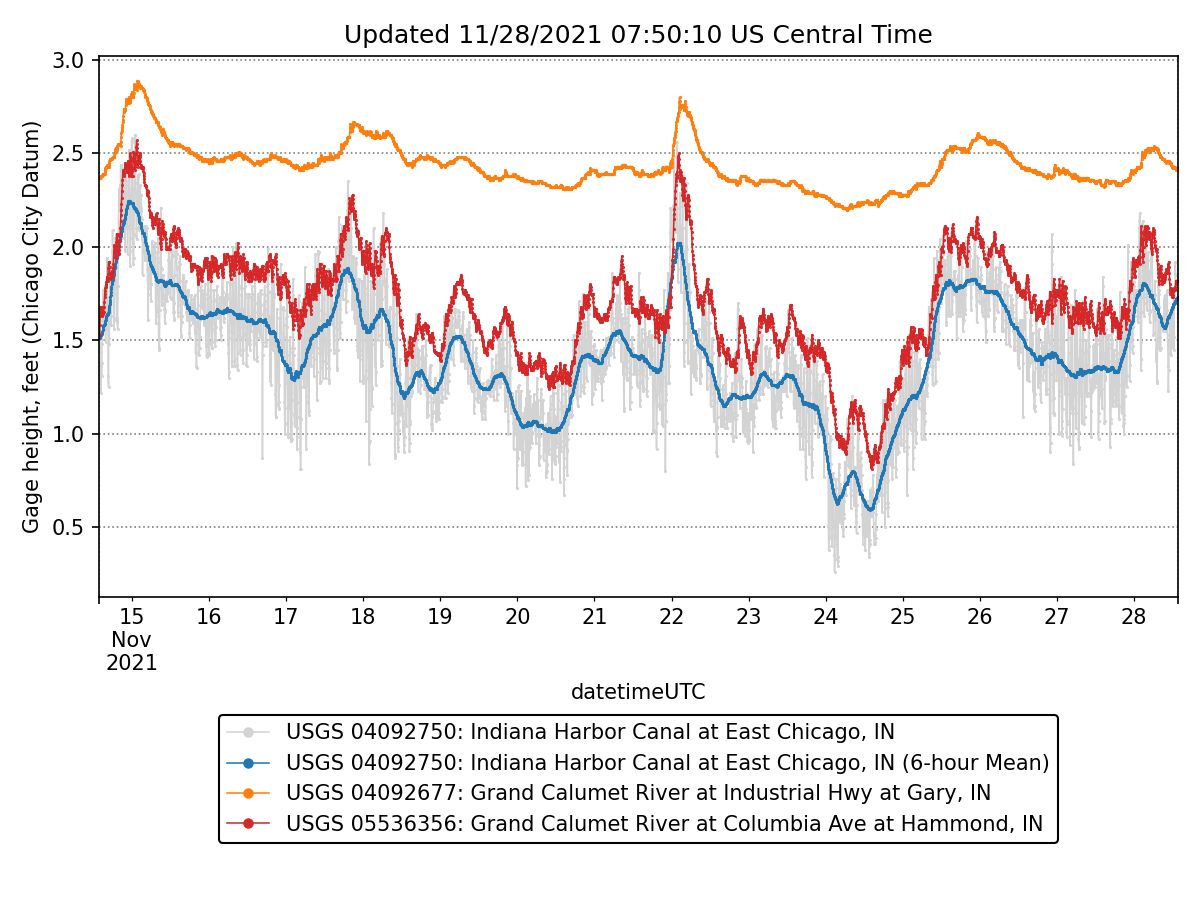 Updated 11/28/2021 07:50:10 US Central Time
Gage height, feet (Chicago City Datum)
3.0
2.5
2.0
1.5
1.0
0.5
15 16 17 18 19 20 21 22 23 24 25 26 27 28
Nov
2021
datetimeUTC
USGS 04092750: Indiana Harbor Canal at East Chicago, IN
USGS 04092750: Indiana Harbor Canal at East Chicago, IN (6-hour Mean)
USGS 04092677: Grand Calumet River at Industrial Hwy at Gary, IN
USGS 05536356: Grand Calumet River at Columbia Ave at Hammond, IN